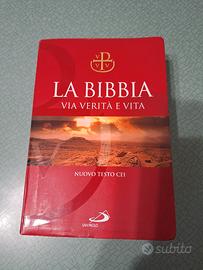 LA BIBBIA
VIA VERITÀ E VITA
NUOVO TESTO CEI
SAN PAOLO
subito